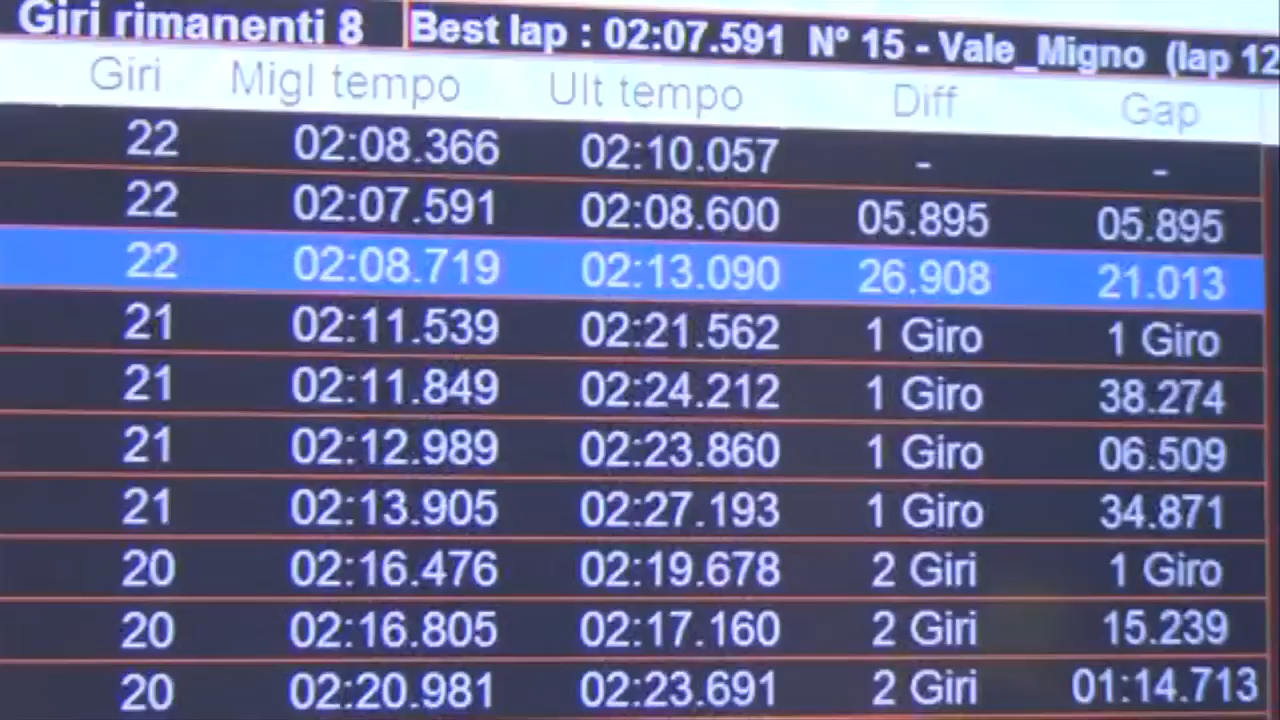 Giri rimanenti 8 Best lap : 02:07.591 N° 15 - Vale_Migno (lap 12
Giri Migl tempo Ult tempo Diff Gap
22 02:08.366 02:10.057 - -
22 02:07.591 02:08.600 05.895 05.895
22 02:08.719 02:13.090 26.908 21.013
21 02:11.539 02:21.562 1 Giro 1 Giro
21 02:11.849 02:24.212 1 Giro 38.274
21 02:12.989 02:23.860 1 Giro 06.509
21 02:13.905 02:27.193 1 Giro 34.871
20 02:16.476 02:19.678 2 Giri 1 Giro
20 02:16.805 02:17.160 2 Giri 15.239
20 02:20.981 02:23.691 2 Giri 01:14.713